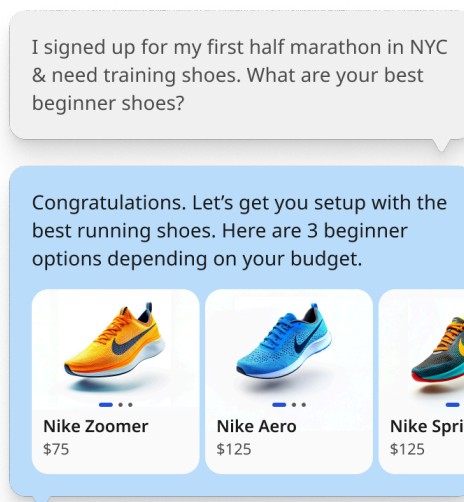 I signed up for my first half marathon in NYC
& need training shoes. What are your best
beginner shoes?
Congratulations. Let’s get you setup with the
best running shoes. Here are 3 beginner
options depending on your budget.
Nike Zoomer
$75
Nike Aero
$125
Nike Spri
$125